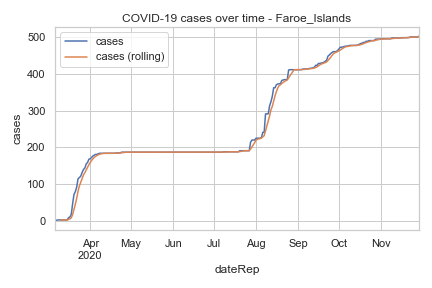 COVID-19 cases over time - Faroe_Islands
cases
cases (rolling)
500
400
300
200
100
0
cases
Apr May Jun Jul Aug Sep Oct Nov
2020
dateRep